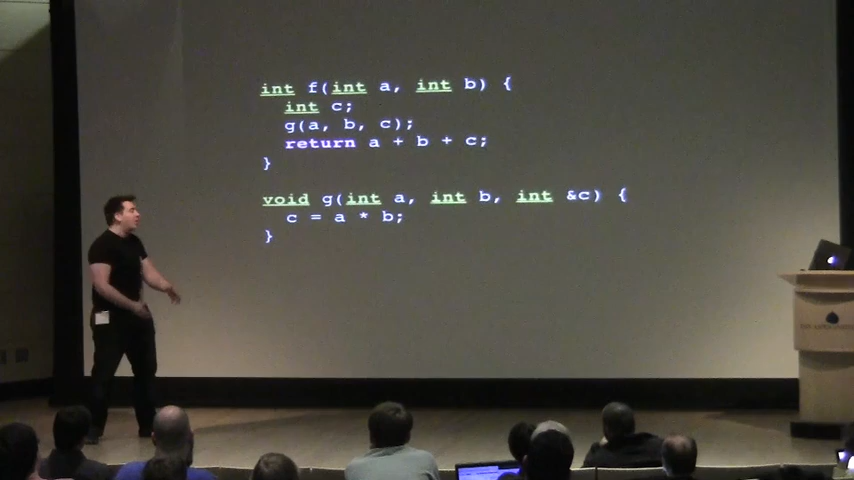 int f(int a, int b) {
int c;
g(a, b, c);
return a + b + c;
}
void g(int a, int b, int &c) {
c = a * b;
}